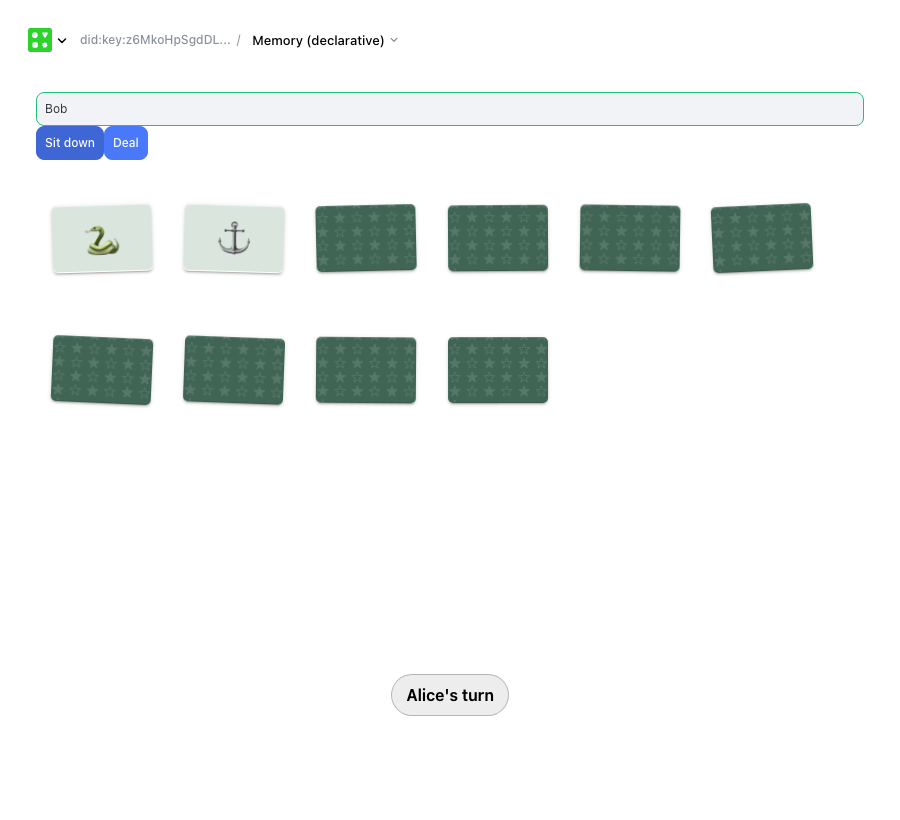 did:key:z6MkoHpSgdDL... / Memory (declarative)
Bob
Sit down Deal
Alice's turn